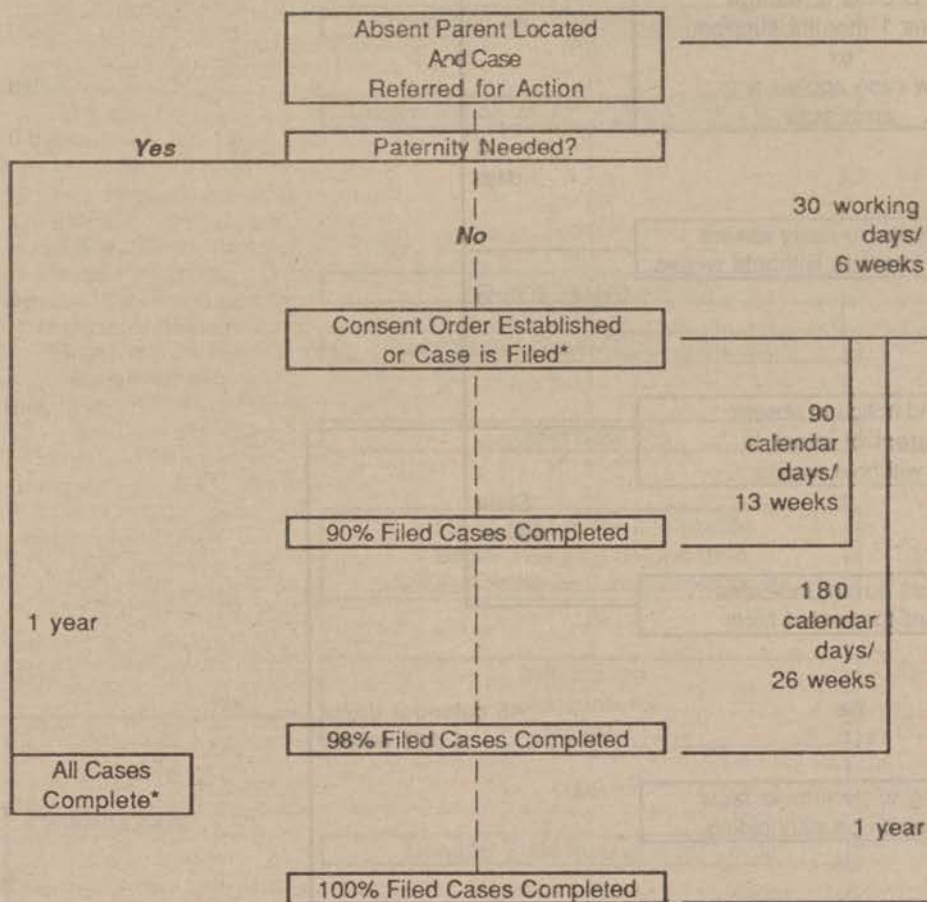 Absent Parent Located
And Case
Referred for Action
Yes
Paternity Needed?
30 working
days/
6 weeks
No
Consent Order Established
or Case is Filed*
90
calendar
days/
13 weeks
90% Filed Cases Completed
1 year
180
calendar
days/
26 weeks
98% Filed Cases Completed
All Cases
Complete*
1 year
100% Filed Cases Completed